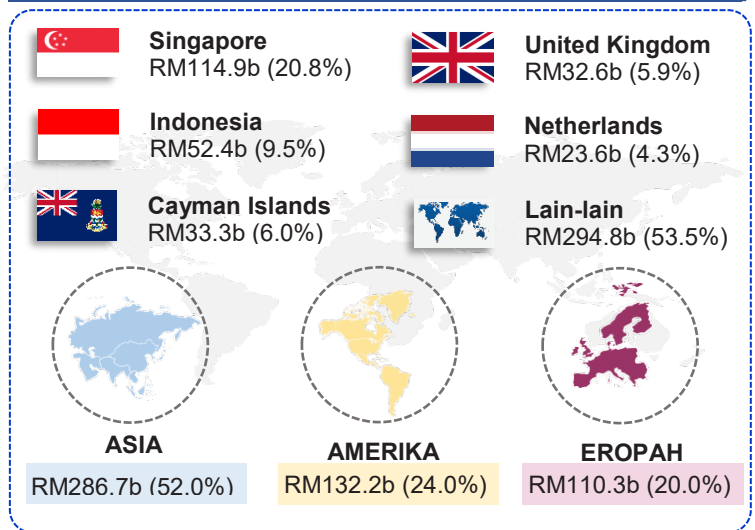 Singapore
RM114.9b (20.8%)
United Kingdom
RM32.6b (5.9%)
Indonesia
RM52.4b (9.5%)
Netherlands
RM23.6b (4.3%)
Cayman Islands
RM33.3b (6.0%)
Lain-lain
RM294.8b (53.5%)
ASIA
RM286.7b (52.0%)
AMERIKA
RM132.2b (24.0%)
EROPAH
RM110.3b (20.0%)